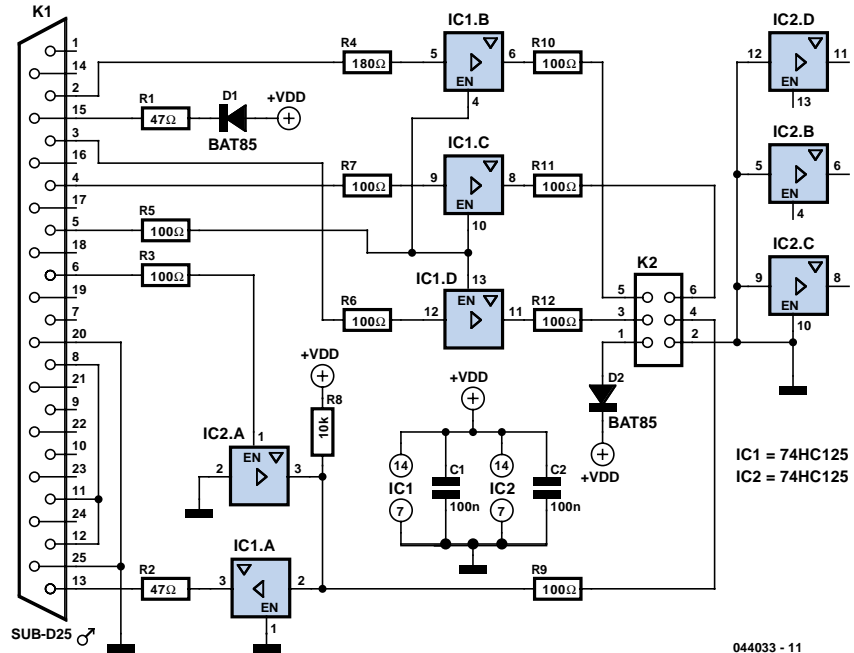 K1
1
14
2
15
3
16
4
17
5
18
6
19
7
20
8
21
9
22
10
23
11
24
12
25
13
SUB-D25 ♂
R4
180Ω
R1
47Ω
D1
BAT85
+VDD
R7
100Ω
R5
100Ω
R3
100Ω
R6
100Ω
IC1.B
5
6
EN
4
R10
100Ω
IC1.C
9
8
EN
10
R11
100Ω
IC1.D
13
EN
12
11
R12
100Ω
K2
5
6
3
4
1
2
D2
BAT85
+VDD
IC2.D
12
11
EN
13
IC2.B
5
6
EN
4
IC2.C
9
8
EN
10
+VDD
R8
10k
IC2.A
1
EN
2
3
IC1.A
3
2
EN
1
R2
47Ω
R9
100Ω
+VDD
14
IC1
7
C1
100n
14
IC2
7
C2
100n
IC1 = 74HC125
IC2 = 74HC125
044033 - 11